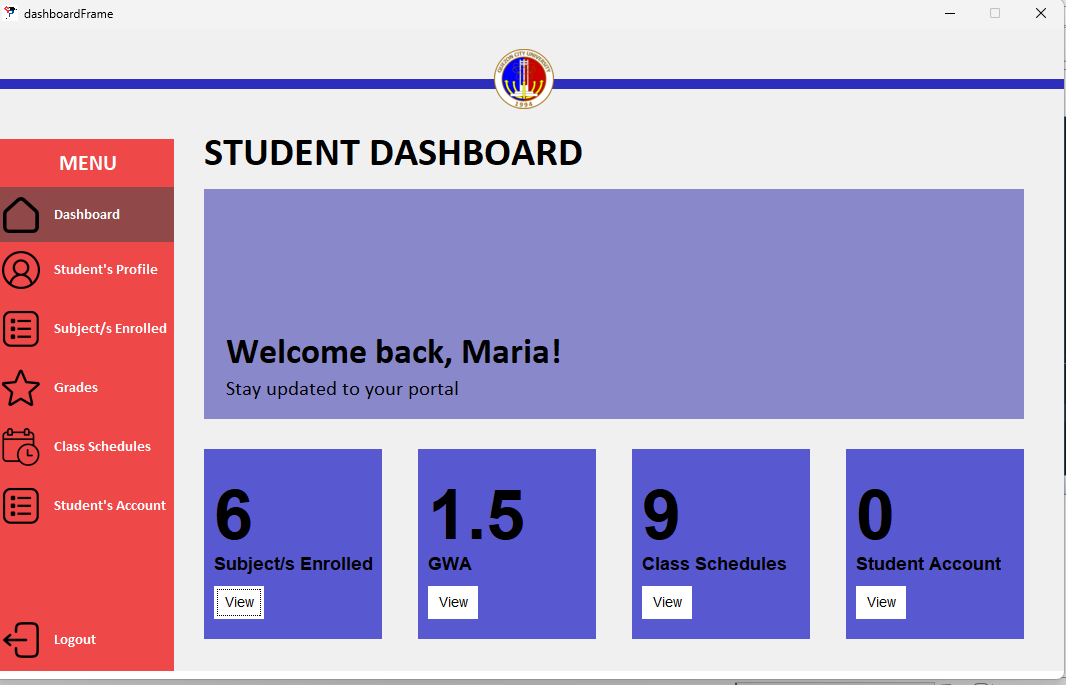 dashboardFrame
QUEZON CITY UNIVERSITY
1994
MENU
Dashboard
Student's Profile
Subject/s Enrolled
Grades
Class Schedules
Student's Account
Logout
STUDENT DASHBOARD
Welcome back, Maria!
Stay updated to your portal
6
Subject/s Enrolled
View
1.5
GWA
View
9
Class Schedules
View
0
Student Account
View